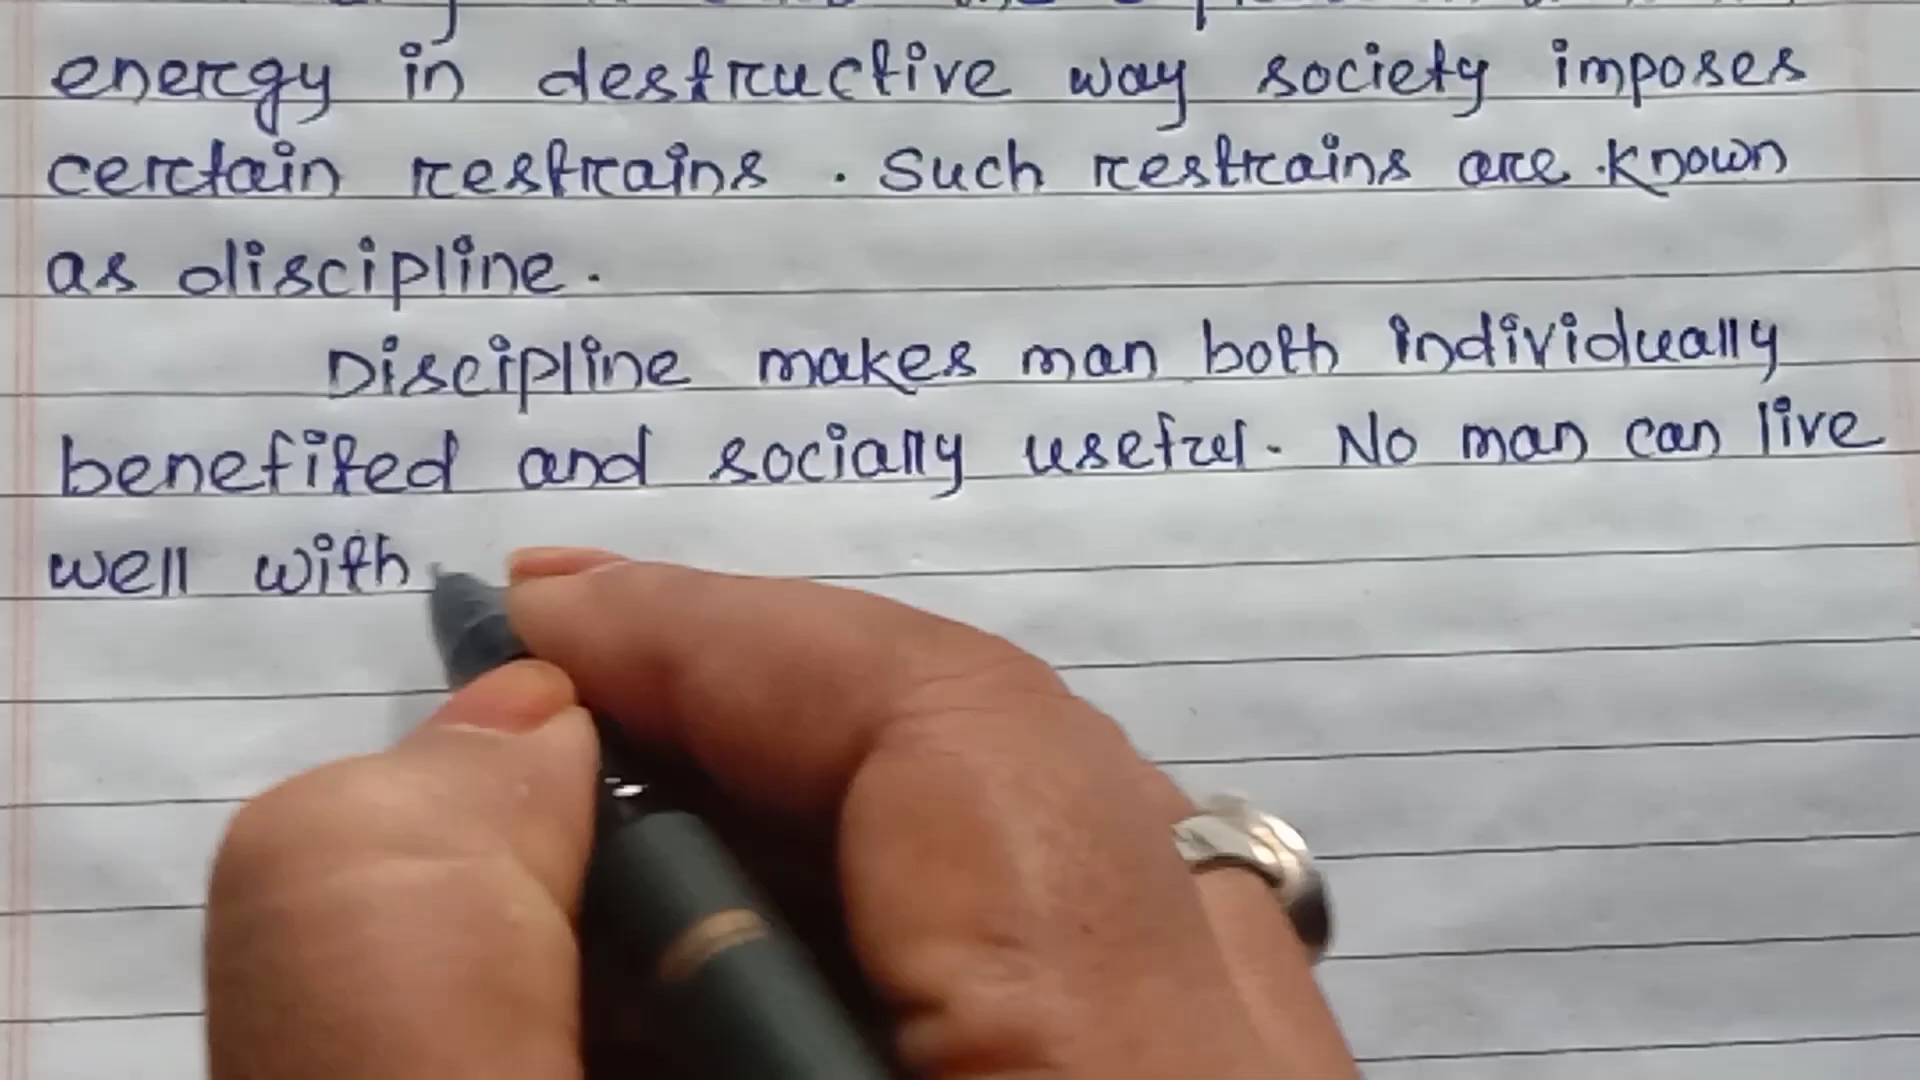 energy in destructive way society imposes
certain restrains. Such restrains are known
as discipline.
Discipline makes man both individually
benefited and socially useful. No man can live
well with